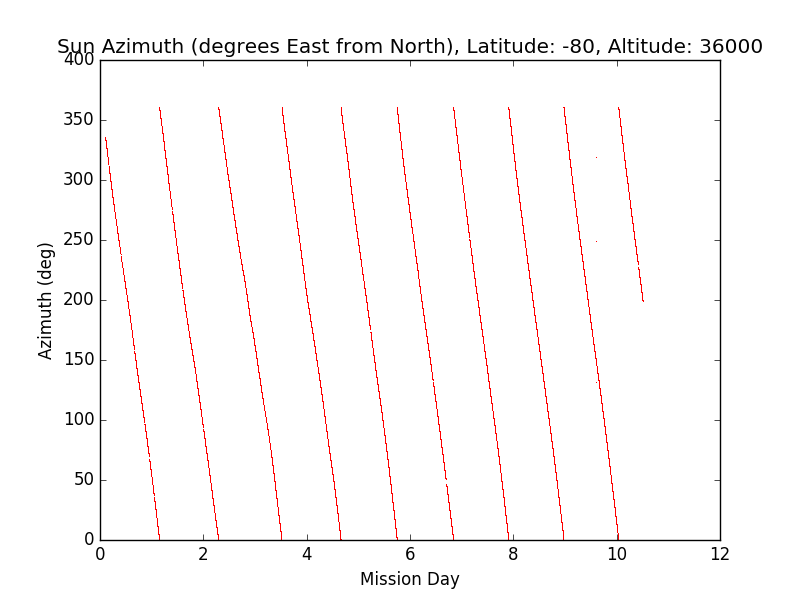 Sun Azimuth (degrees East from North), Latitude: -80, Altitude: 36000
400
350
300
250
200
150
100
50
0
Azimuth (deg)
0 2 4 6 8 10 12
Mission Day